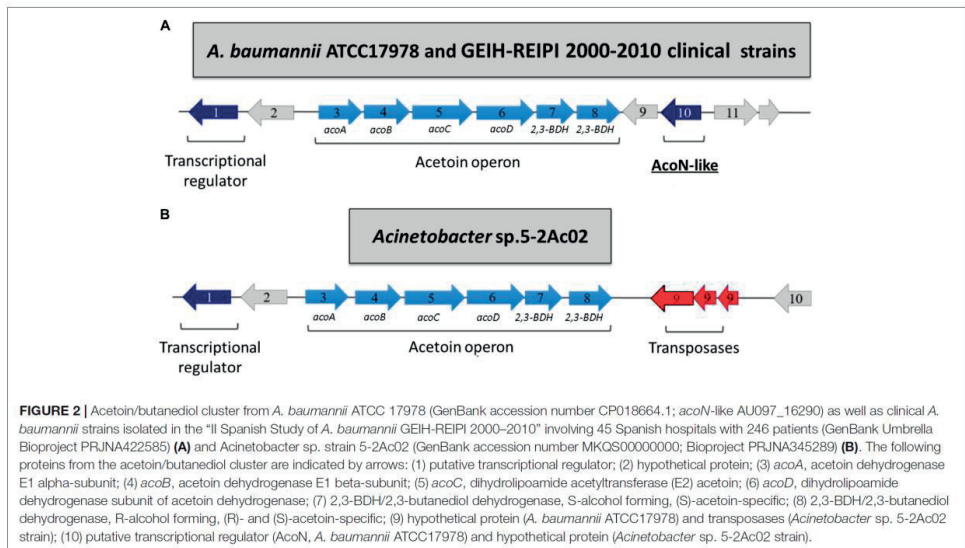 A
A. baumannii ATCC17978 and GEIH-REIPI 2000-2010 clinical strains
1 2 3 4 5 6 7 8 9 10 11
acoA acoB acoC acoD 2,3-BDH 2,3-BDH
Transcriptional
regulator
Acetoin operon
AcoN-like
B
Acinetobacter sp.5-2Ac02
1 2 3 4 5 6 7 8 9 9 9 10
acoA acoB acoC acoD 2,3-BDH 2,3-BDH
Transcriptional
regulator
Acetoin operon
Transposases
FIGURE 2 | Acetoin/butanediol cluster from A. baumannii ATCC 17978 (GenBank accession number CP018664.1; acoN-like AU097_16290) as well as clinical A.
baumannii strains isolated in the “II Spanish Study of A. baumannii GEIH-REIPI 2000–2010” involving 45 Spanish hospitals with 246 patients (GenBank Umbrella
Bioproject PRJNA422585) (A) and Acinetobacter sp. strain 5-2Ac02 (GenBank accession number MKQS00000000; Bioproject PRJNA345289) (B). The following
proteins from the acetoin/butanediol cluster are indicated by arrows: (1) putative transcriptional regulator; (2) hypothetical protein; (3) acoA, acetoin dehydrogenase
E1 alpha-subunit; (4) acoB, acetoin dehydrogenase E1 beta-subunit; (5) acoC, dihydrolipoamide acetyltransferase (E2) acetoin; (6) acoD, dihydrolipoamide
dehydrogenase subunit of acetoin dehydrogenase; (7) 2,3-BDH/2,3-butanediol dehydrogenase, S-alcohol forming, (S)-acetoin-specific; (8) 2,3-BDH/2,3-butanediol
dehydrogenase, R-alcohol forming, (R)- and (S)-acetoin-specific; (9) hypothetical protein (A. baumannii ATCC17978) and transposases (Acinetobacter sp. 5-2Ac02
strain); (10) putative transcriptional regulator (AcoN, A. baumannii ATCC17978) and hypothetical protein (Acinetobacter sp. 5-2Ac02 strain).